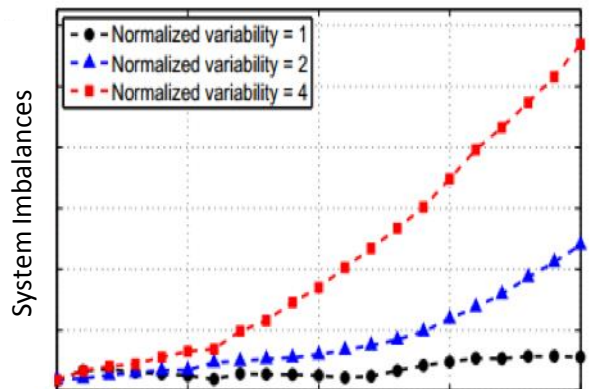 Normalized variability = 1
Normalized variability = 2
Normalized variability = 4
System Imbalances